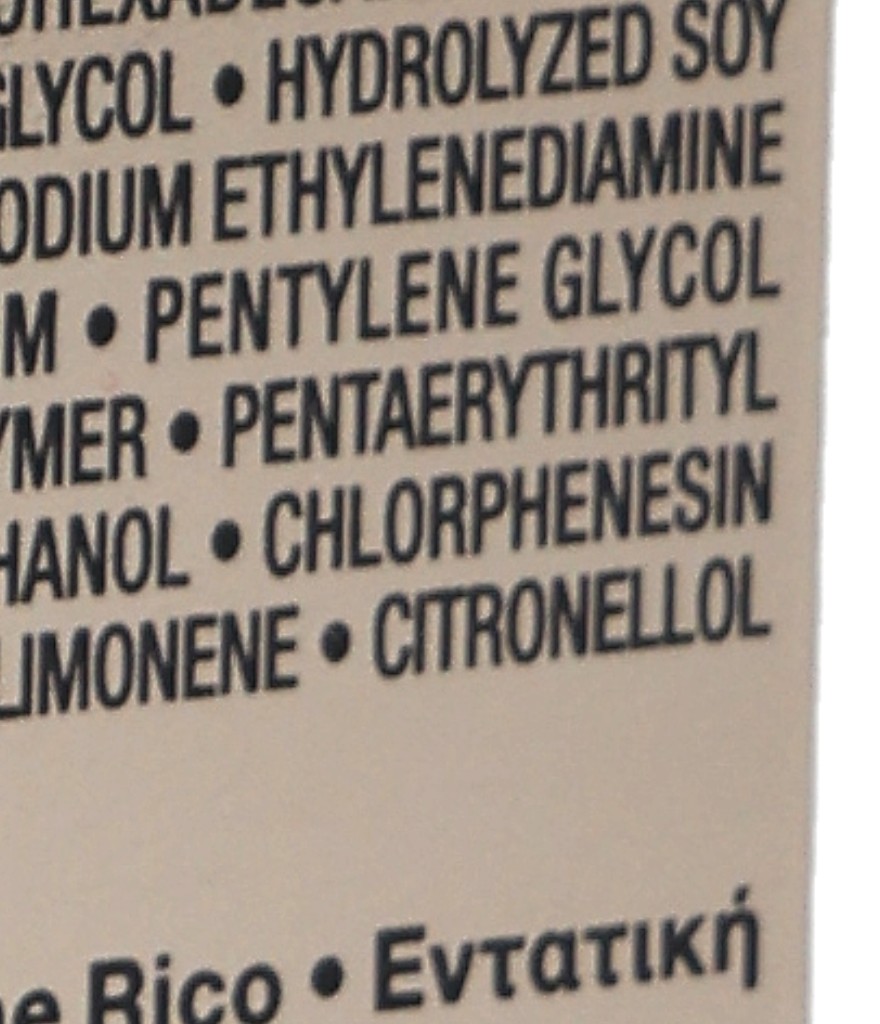 GLYCOL • HYDROLYZED SOY
ODIUM ETHYLENEDIAMINE
M • PENTYLENE GLYCOL
YMER • PENTAERYTHRITYL
HANOL • CHLORPHENESIN
LIMONENE • CITRONELLOL
e Rico • Εντατική